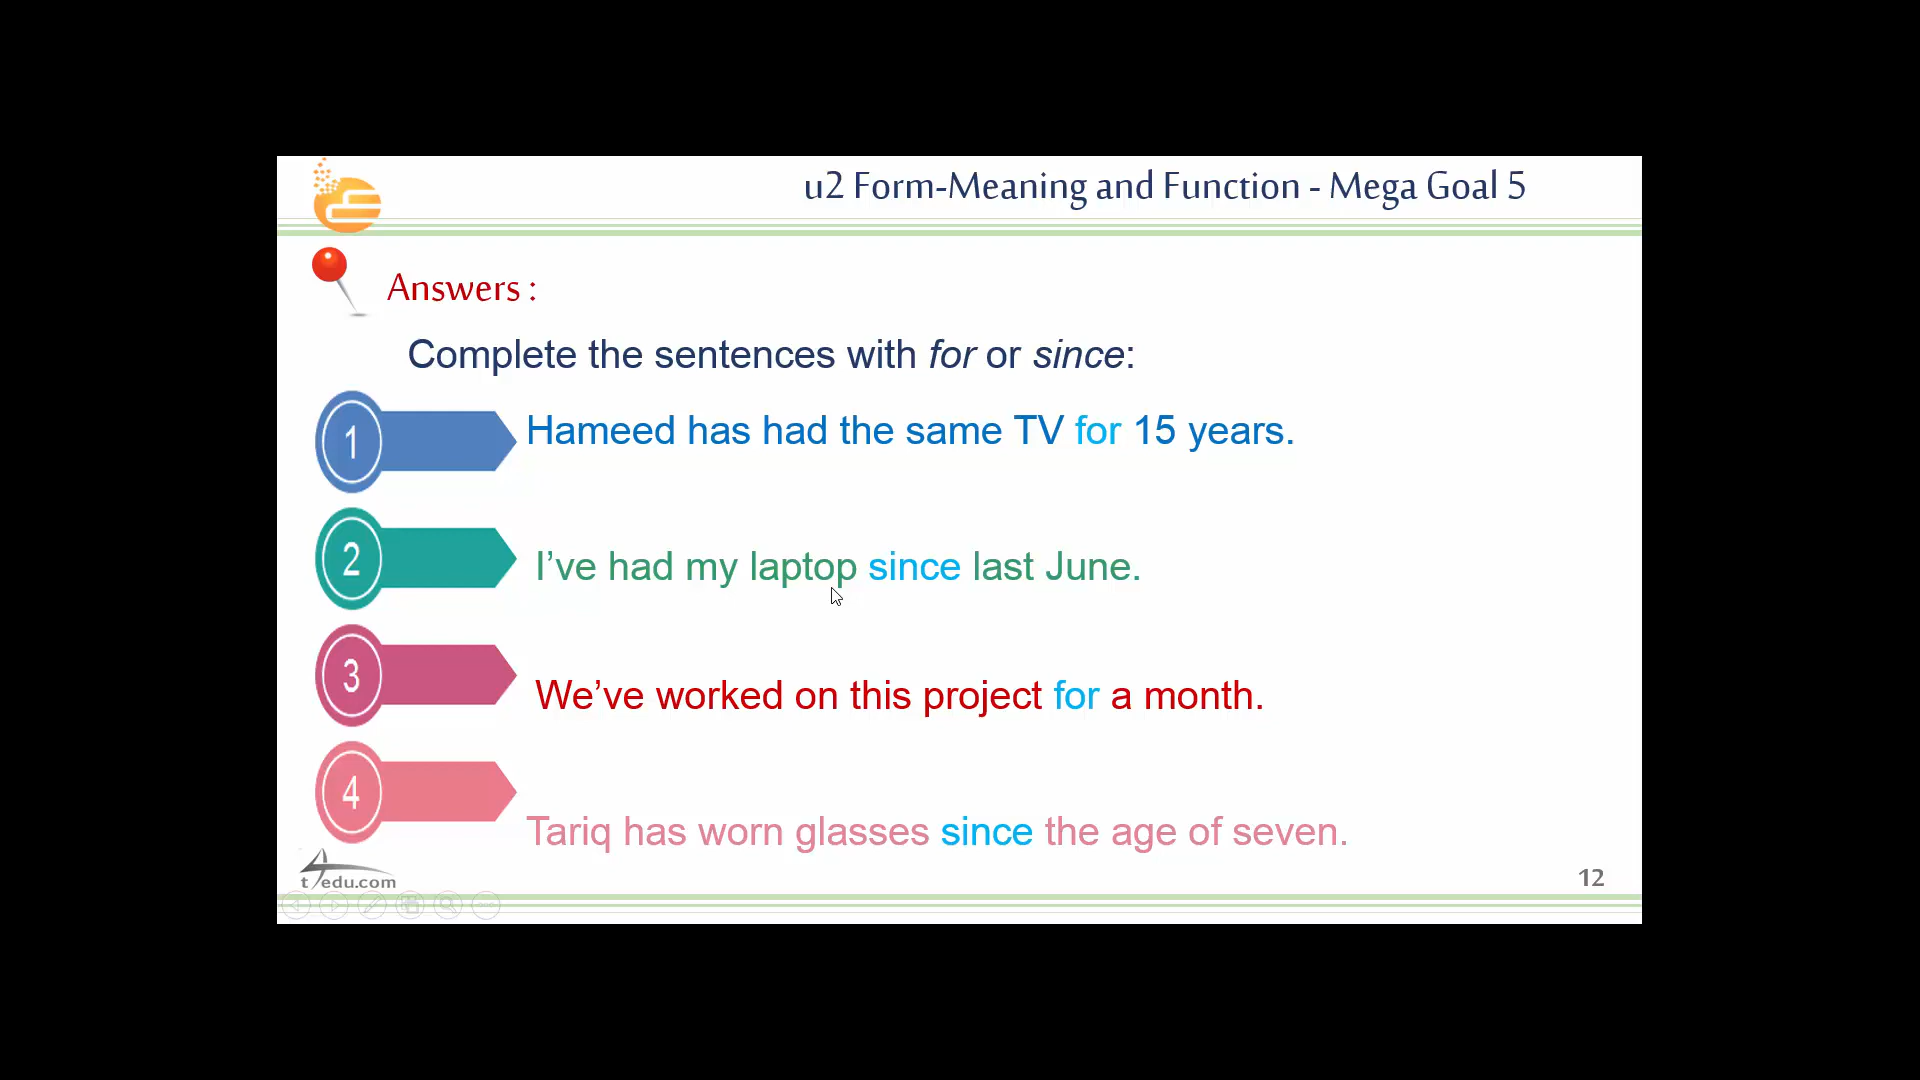 u2 Form-Meaning and Function - Mega Goal 5
Answers :
Complete the sentences with for or since:
1
Hameed has had the same TV for 15 years.
2
I’ve had my laptop since last June.
3
We’ve worked on this project for a month.
4
Tariq has worn glasses since the age of seven.
t4edu.com
12